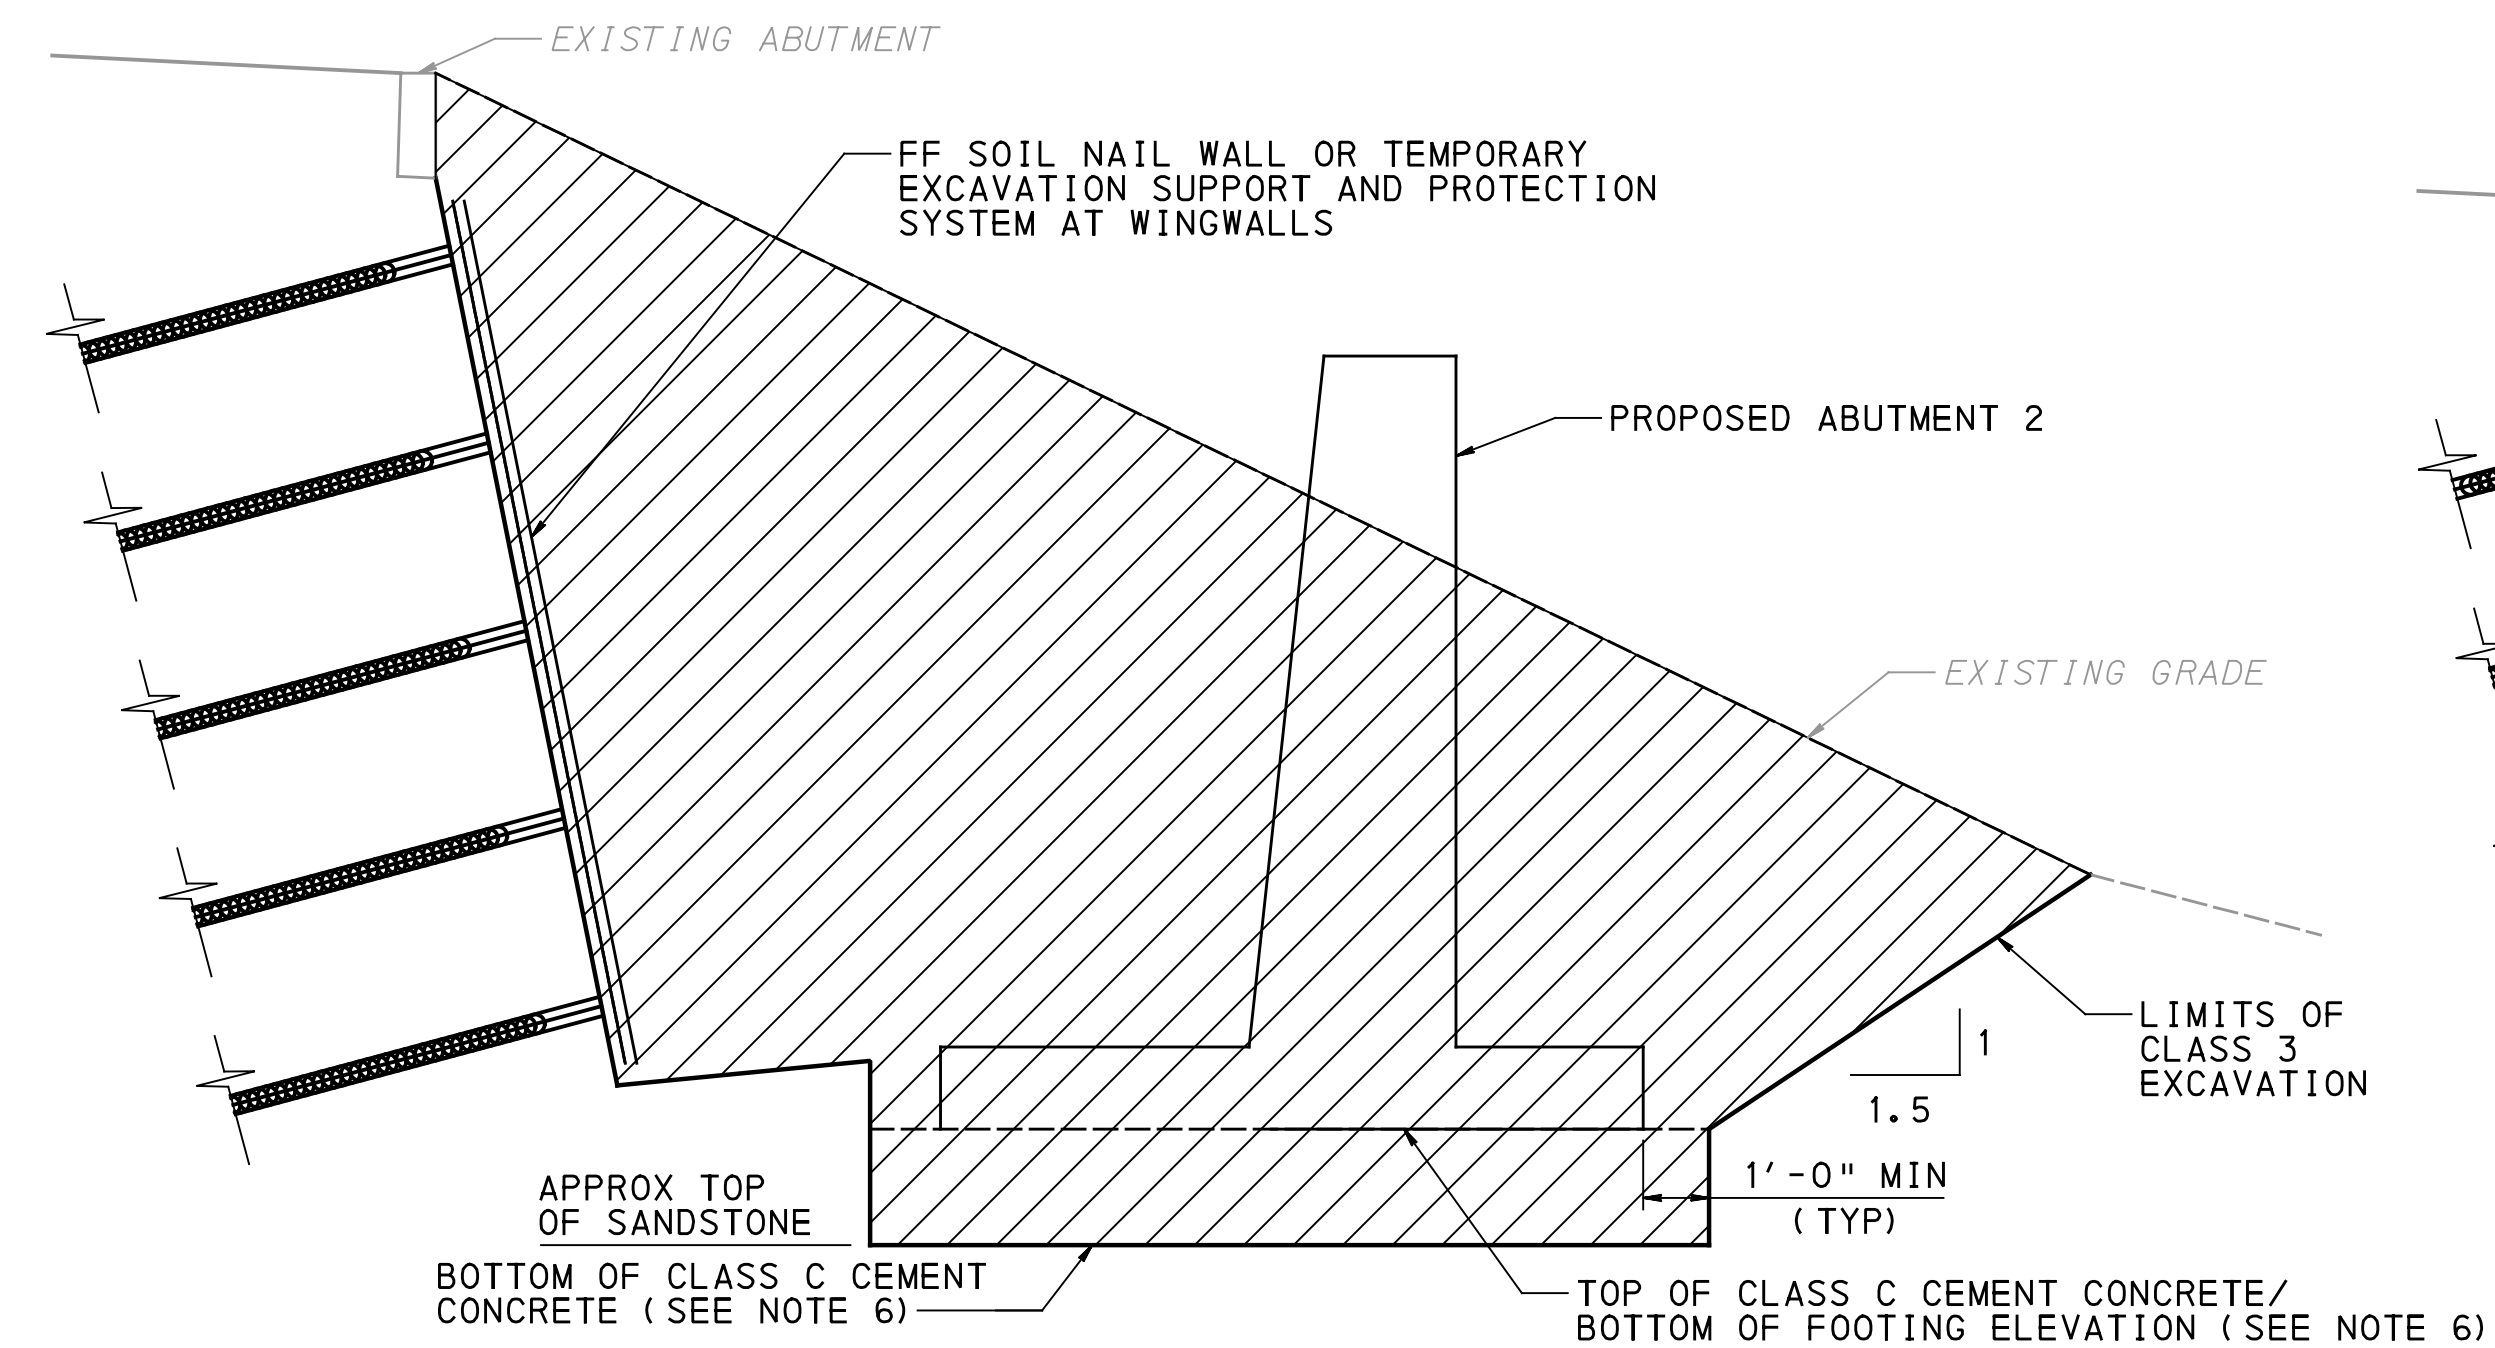 EXISTING ABUTMENT
FF SOIL NAIL WALL OR TEMPORARY
EXCAVATION SUPPORT AND PROTECTION
SYSTEM AT WINGWALLS
PROPOSED ABUTMENT 2
EXISTING GRADE
LIMITS OF
CLASS 3
EXCAVATION
1
1.5
1'-0" MIN
(TYP)
APPROX TOP
OF SANDSTONE
BOTTOM OF CLASS C CEMENT
CONCRETE (SEE NOTE 6)
TOP OF CLASS C CEMENT CONCRETE/
BOTTOM OF FOOTING ELEVATION (SEE NOTE 6)